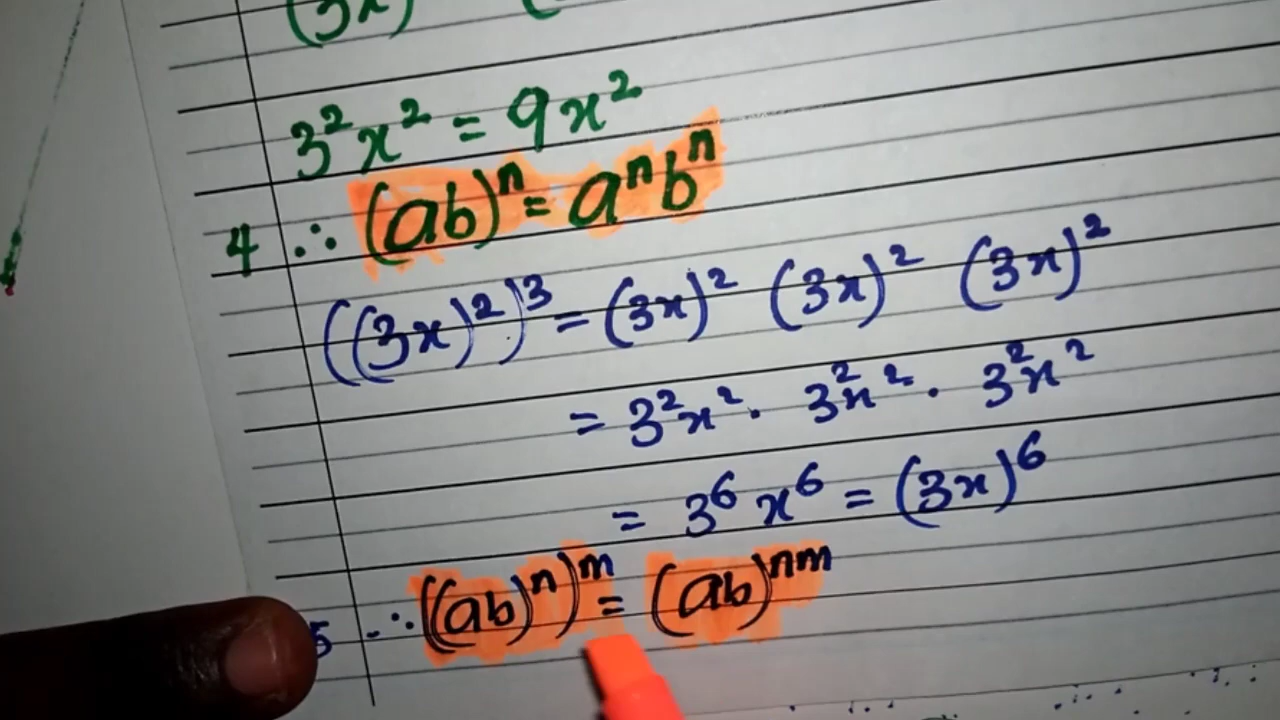 (3x)
3²x² = 9x²
4 ∴ (ab)ⁿ = aⁿbⁿ
((3x)²)³ = (3x)² (3x)² (3x)²
= 3²x² . 3²x² . 3²x²
= 3⁶x⁶ = (3x)⁶
5 ∴ ((ab)ⁿ)ᵐ = (ab)ⁿᵐ